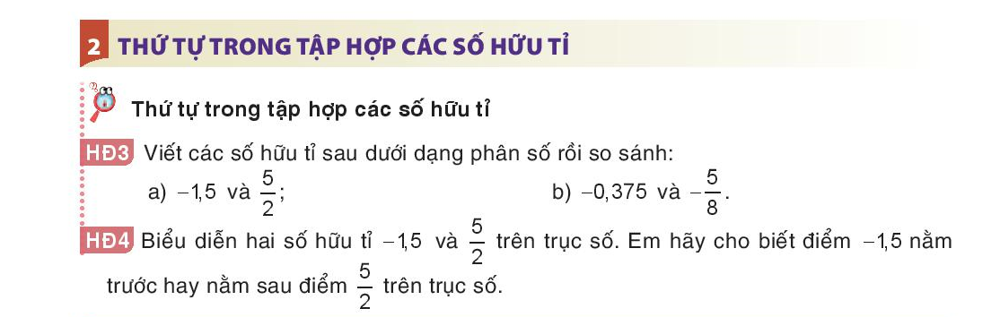 2 THỨ TỰ TRONG TẬP HỢP CÁC SỐ HỮU TỈ
Thứ tự trong tập hợp các số hữu tỉ
HĐ3 Viết các số hữu tỉ sau dưới dạng phân số rồi so sánh:
a) −1,5 và 5/2; b) −0,375 và −5/8.
HĐ4 Biểu diễn hai số hữu tỉ −1,5 và 5/2 trên trục số. Em hãy cho biết điểm −1,5 nằm
trước hay nằm sau điểm 5/2 trên trục số.